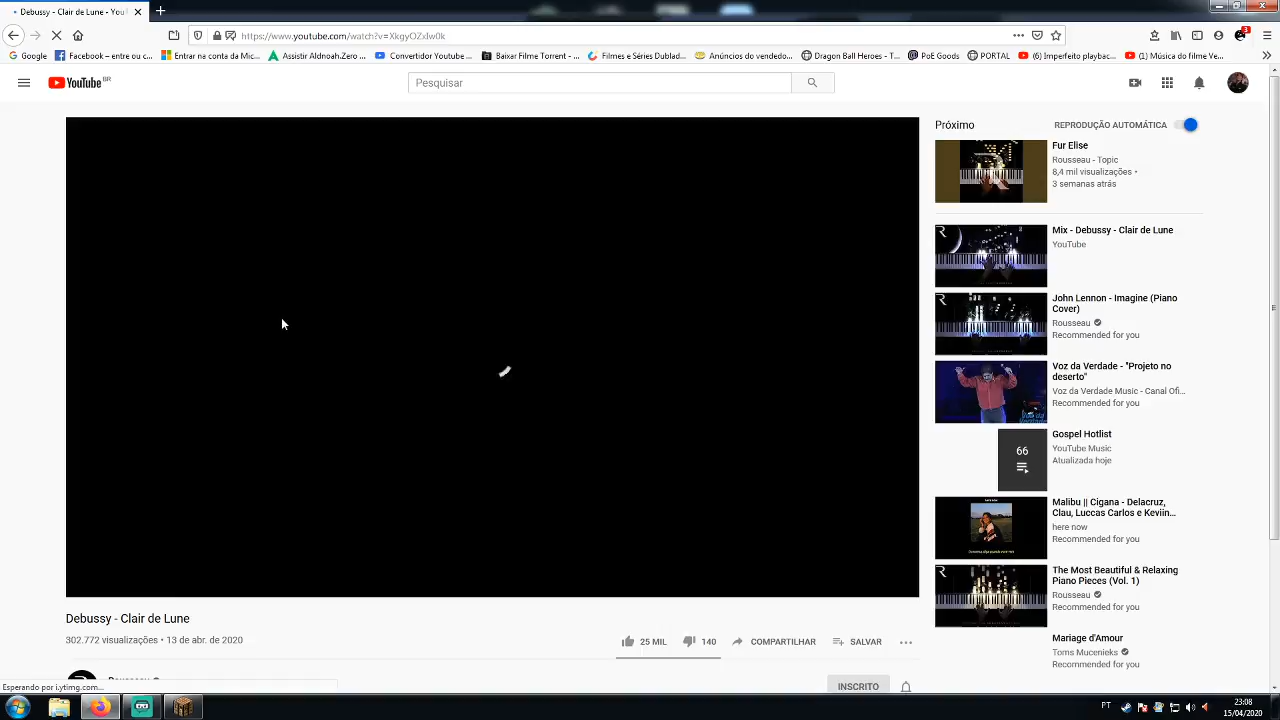 Debussy - Clair de Lune - You
https://www.youtube.com/watch?v=XkgyOZxIw0k
Google
Facebook – entre ou c...
Entrar na conta da Mic...
Assistir Aldnoah.Zero ...
Convertidor Youtube ...
Baixar Filme Torrent - ...
Filmes e Séries Dublad...
Anúncios do vendedo...
Dragon Ball Heroes - T...
PoE Goods
PORTAL
(6) Imperfeito playbac...
(1) Música do filme Ve...
3
YouTube BR
Pesquisar
Próximo
REPRODUÇÃO AUTOMÁTICA
Fur Elise
Rousseau - Topic
8,4 mil visualizações •
3 semanas atrás
Mix - Debussy - Clair de Lune
YouTube
John Lennon - Imagine (Piano
Cover)
Rousseau
Recommended for you
Voz da Verdade - "Projeto no
deserto"
Voz da Verdade Music - Canal Ofi...
Recommended for you
66
Gospel Hotlist
YouTube Music
Atualizada hoje
Malibu || Cigana - Delacruz,
Clau, Luccas Carlos e Keviin...
here now
Recommended for you
The Most Beautiful & Relaxing
Piano Pieces (Vol. 1)
Rousseau
Recommended for you
Mariage d'Amour
Toms Mucenieks
Recommended for you
Debussy - Clair de Lune
302.772 visualizações • 13 de abr. de 2020
25 MIL
140
COMPARTILHAR
SALVAR
Rousseau
INSCRITO
Esperando por i.ytimg.com...
PT
23:08
15/04/2020